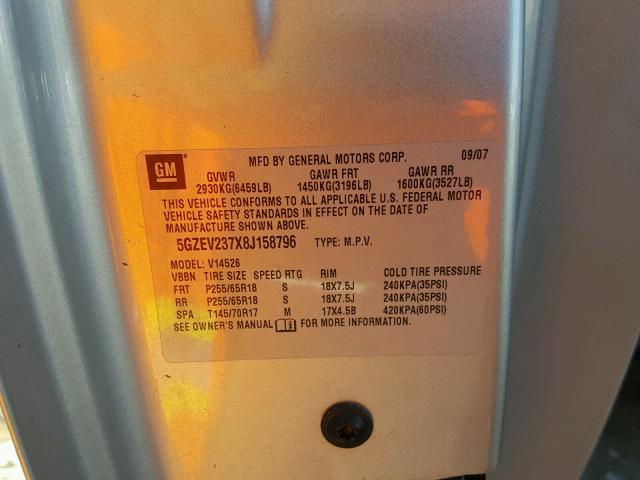 MFD BY GENERAL MOTORS CORP. 09/07
GM
GVWR GAWR FRT GAWR RR
2930KG(6459LB) 1450KG(3196LB) 1600KG(3527LB)
THIS VEHICLE CONFORMS TO ALL APPLICABLE U.S. FEDERAL MOTOR
VEHICLE SAFETY STANDARDS IN EFFECT ON THE DATE OF
MANUFACTURE SHOWN ABOVE.
5GZEV237X8J158796 TYPE: M.P.V.
MODEL: V14526
VBBN TIRE SIZE SPEED RTG RIM COLD TIRE PRESSURE
FRT P255/65R18 S 18X7.5J 240KPA(35PSI)
RR P255/65R18 S 18X7.5J 240KPA(35PSI)
SPA T145/70R17 M 17X4.5B 420KPA(60PSI)
SEE OWNER'S MANUAL FOR MORE INFORMATION.